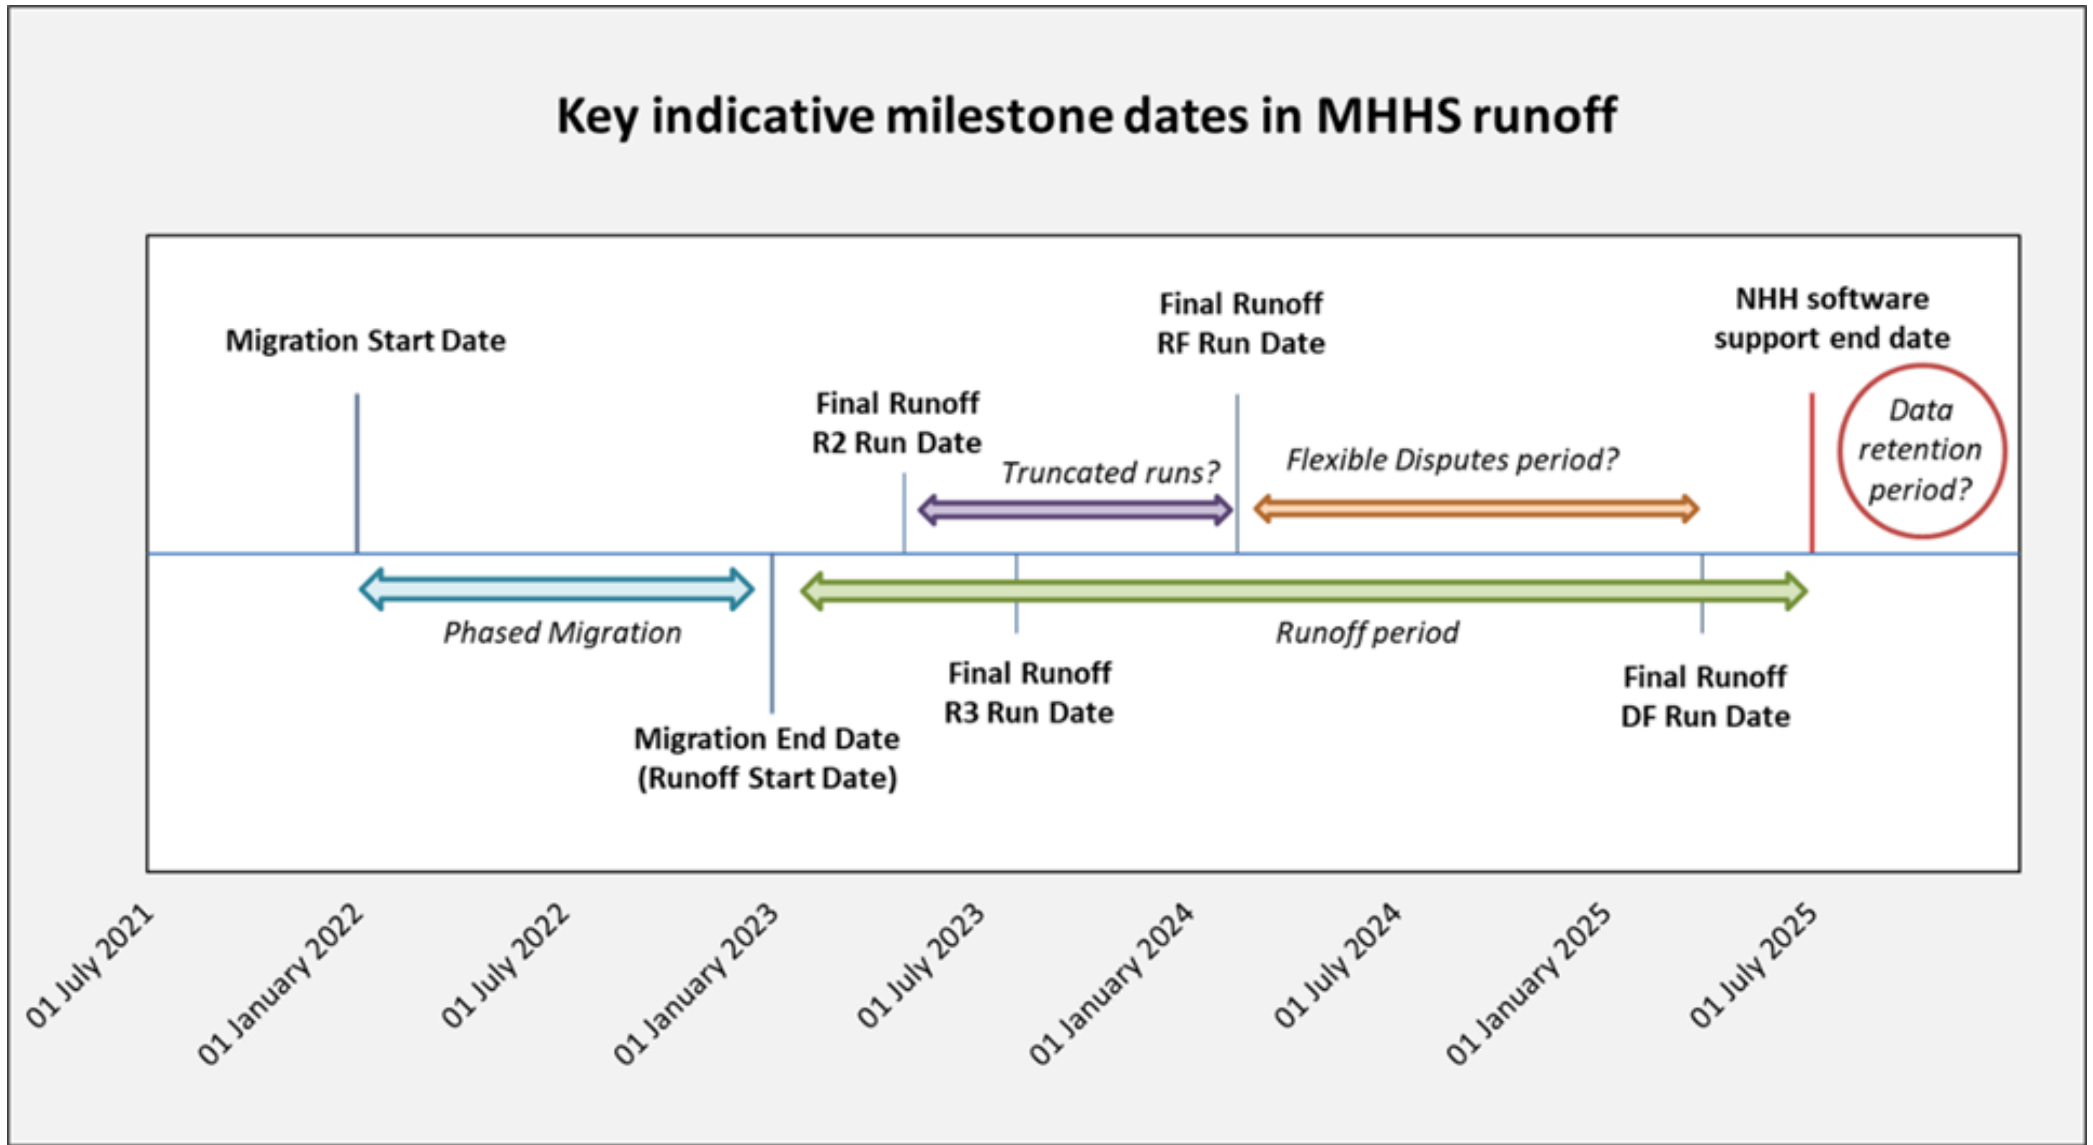 Key indicative milestone dates in MHHS runoff
Migration Start Date
Final Runoff
R2 Run Date
Truncated runs?
Final Runoff
RF Run Date
Flexible Disputes period?
NHH software
support end date
Data
retention
period?
Phased Migration
Migration End Date
(Runoff Start Date)
Final Runoff
R3 Run Date
Runoff period
Final Runoff
DF Run Date
01 July 2021
01 January 2022
01 July 2022
01 January 2023
01 July 2023
01 January 2024
01 July 2024
01 January 2025
01 July 2025